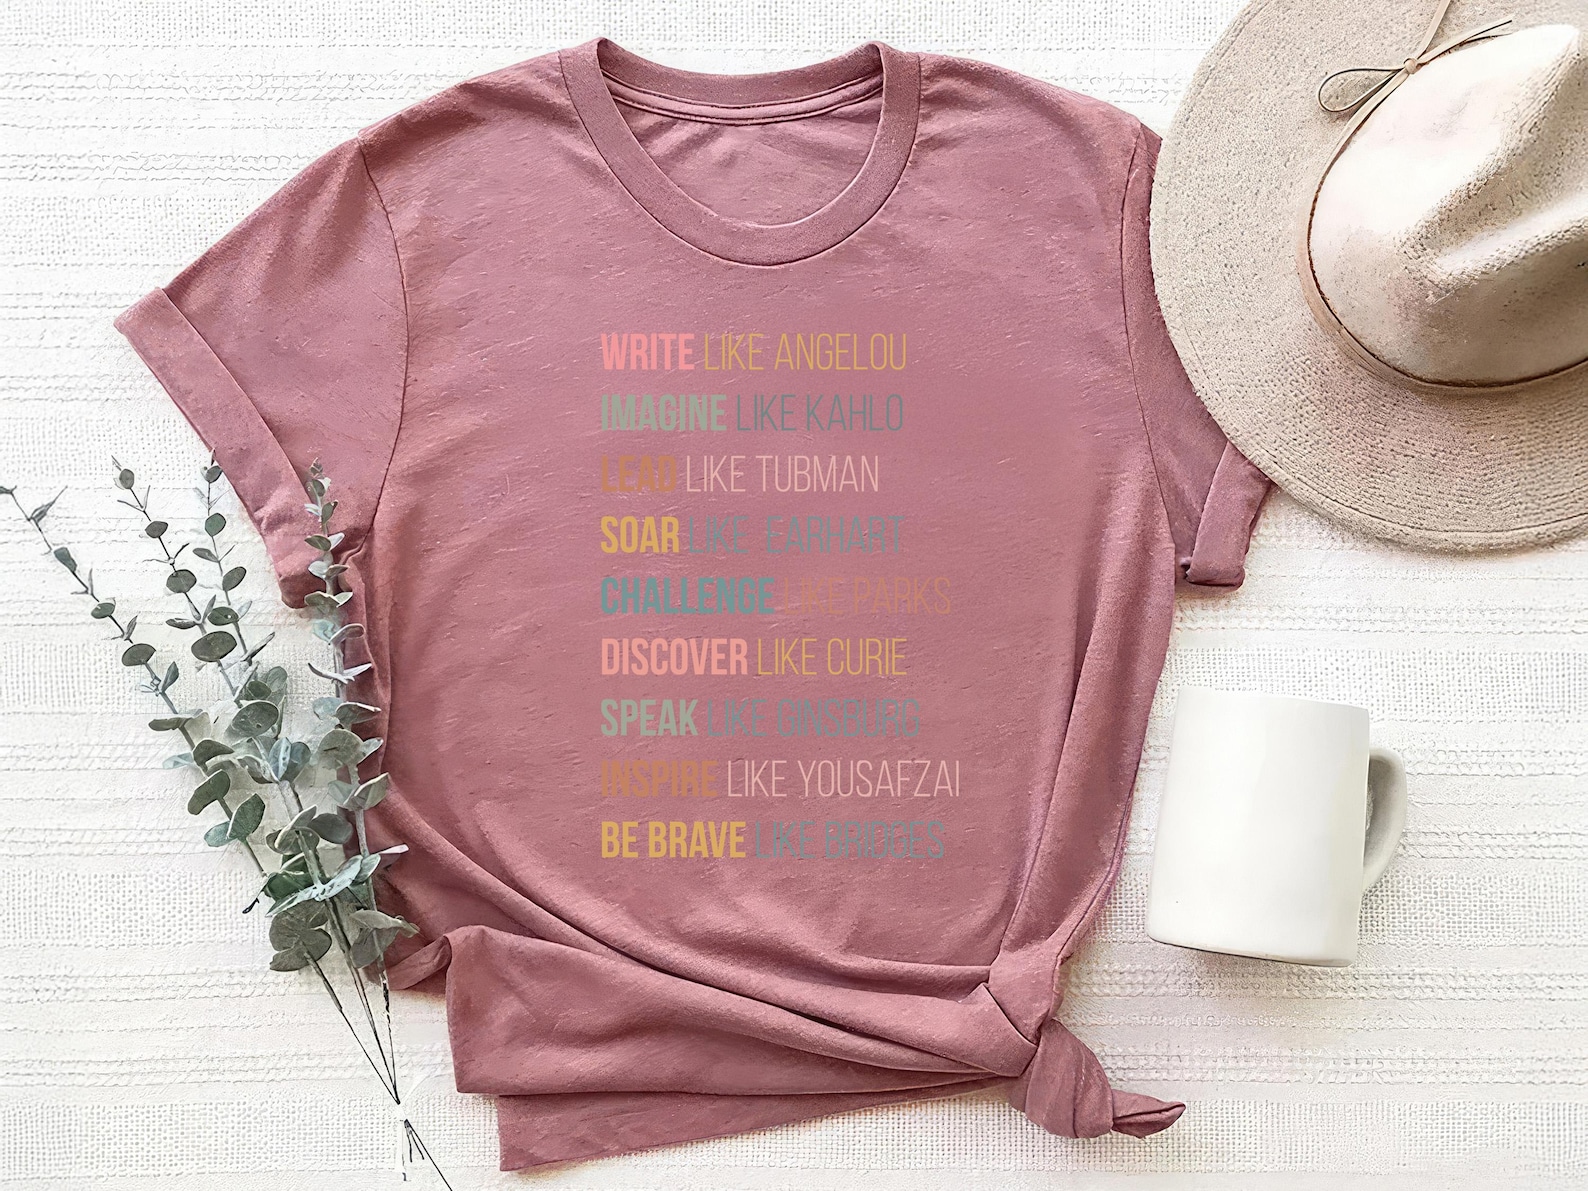 WRITE LIKE ANGELOU
IMAGINE LIKE KAHLO
LEAD LIKE TUBMAN
SOAR LIKE EARHART
CHALLENGE LIKE PARKS
DISCOVER LIKE CURIE
SPEAK LIKE GINSBURG
INSPIRE LIKE YOUSAFZAI
BE BRAVE LIKE BRIDGES